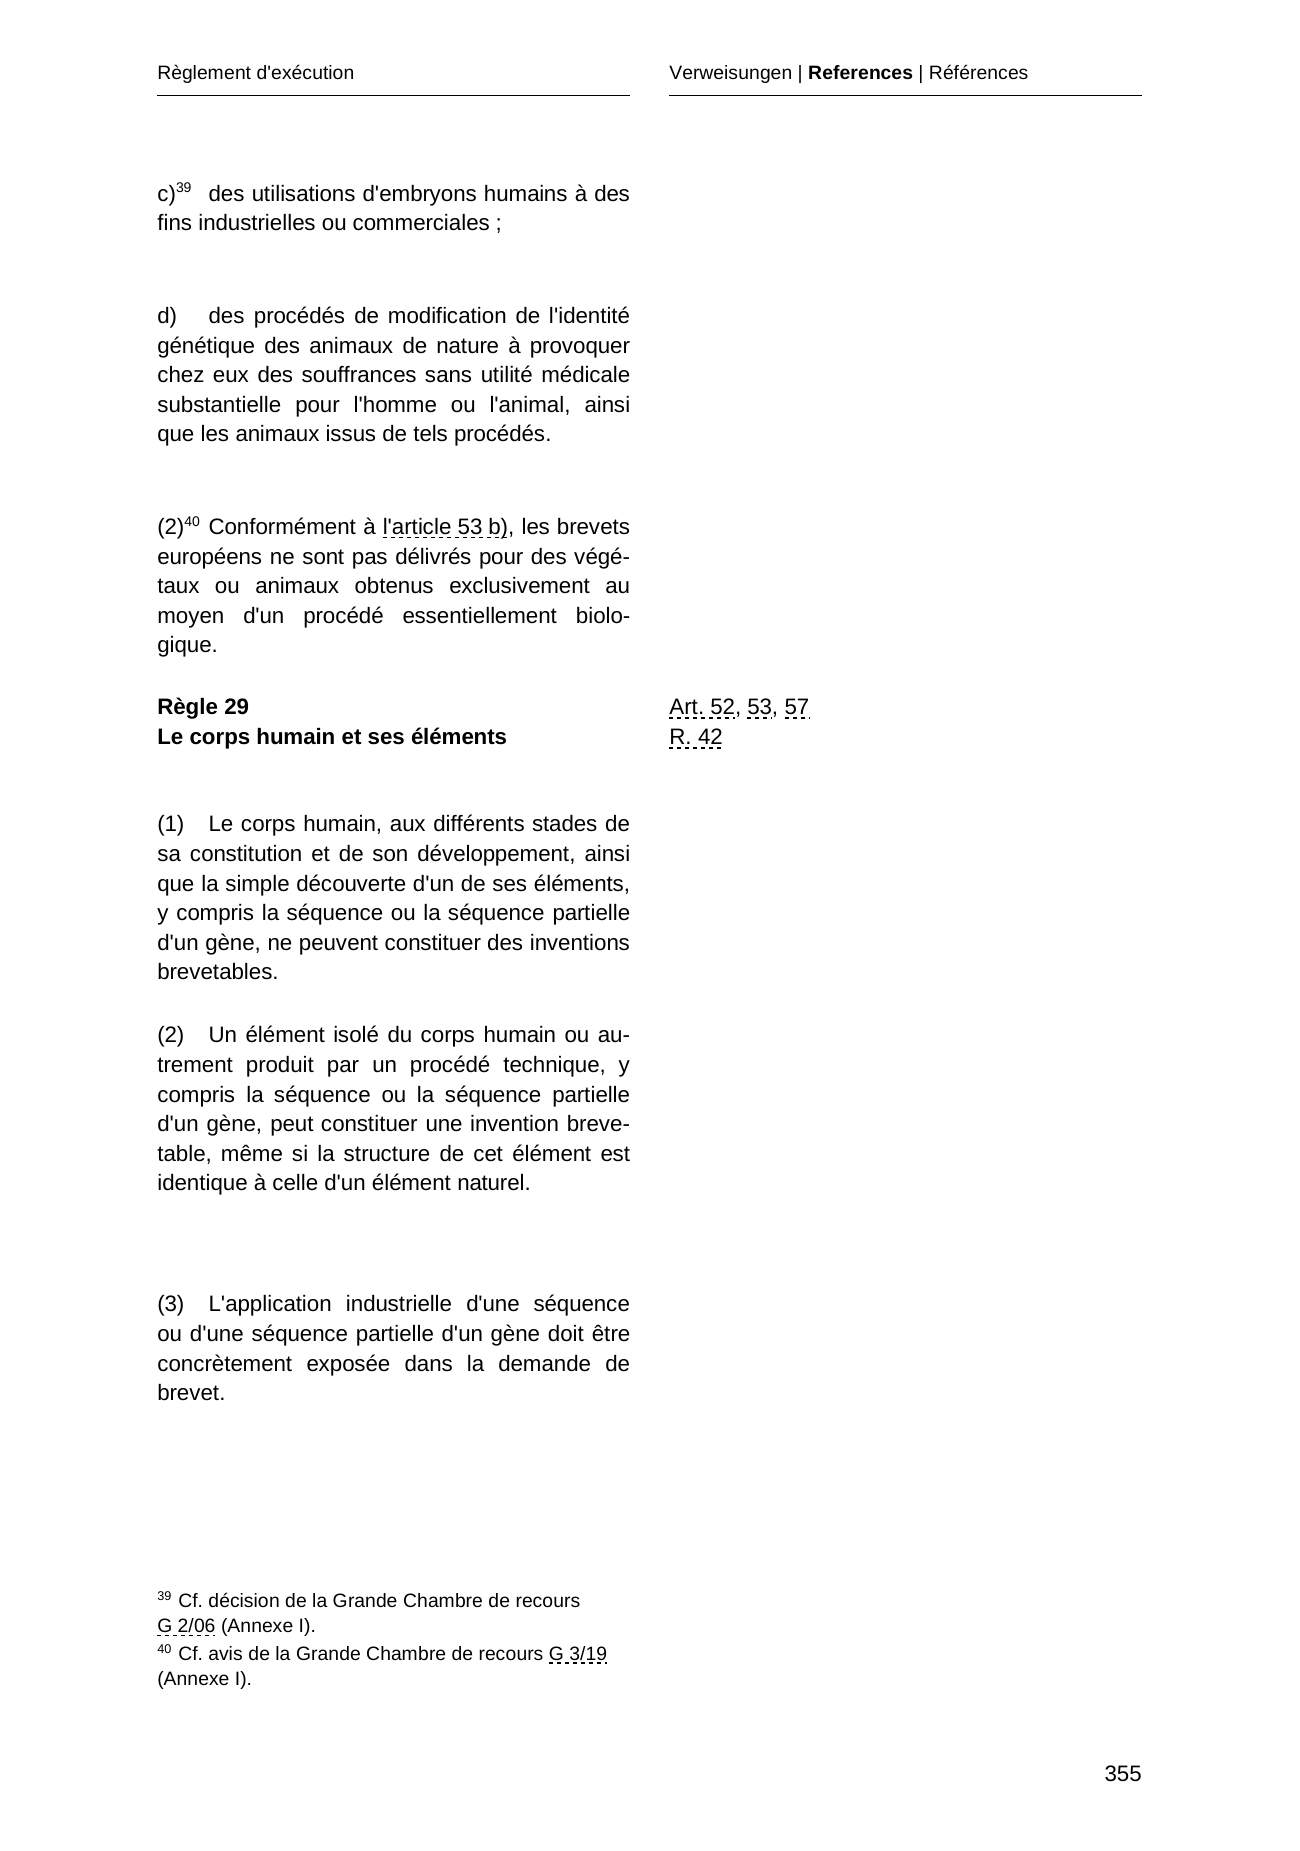 Règlement d'exécution
Verweisungen | References | Références
c)39 des utilisations d'embryons humains à des
fins industrielles ou commerciales ;
d) des procédés de modification de l'identité
génétique des animaux de nature à provoquer
chez eux des souffrances sans utilité médicale
substantielle pour l'homme ou l'animal, ainsi
que les animaux issus de tels procédés.
(2)40 Conformément à l'article 53 b), les brevets
européens ne sont pas délivrés pour des végé-
taux ou animaux obtenus exclusivement au
moyen d'un procédé essentiellement biolo-
gique.
Règle 29
Le corps humain et ses éléments
Art. 52, 53, 57
R. 42
(1) Le corps humain, aux différents stades de
sa constitution et de son développement, ainsi
que la simple découverte d'un de ses éléments,
y compris la séquence ou la séquence partielle
d'un gène, ne peuvent constituer des inventions
brevetables.
(2) Un élément isolé du corps humain ou au-
trement produit par un procédé technique, y
compris la séquence ou la séquence partielle
d'un gène, peut constituer une invention breve-
table, même si la structure de cet élément est
identique à celle d'un élément naturel.
(3) L'application industrielle d'une séquence
ou d'une séquence partielle d'un gène doit être
concrètement exposée dans la demande de
brevet.
39 Cf. décision de la Grande Chambre de recours
G 2/06 (Annexe I).
40 Cf. avis de la Grande Chambre de recours G 3/19
(Annexe I).
355